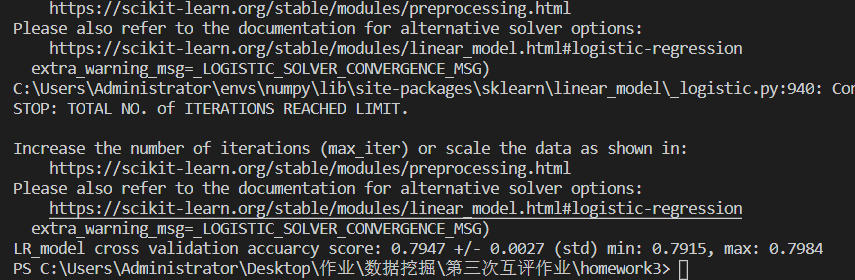 https://scikit-learn.org/stable/modules/preprocessing.html
Please also refer to the documentation for alternative solver options:
https://scikit-learn.org/stable/modules/linear_model.html#logistic-regression
extra_warning_msg=_LOGISTIC_SOLVER_CONVERGENCE_MSG)
C:\Users\Administrator\envs\numpy\lib\site-packages\sklearn\linear_model\_logistic.py:940: Con
STOP: TOTAL NO. of ITERATIONS REACHED LIMIT.
Increase the number of iterations (max_iter) or scale the data as shown in:
https://scikit-learn.org/stable/modules/preprocessing.html
Please also refer to the documentation for alternative solver options:
https://scikit-learn.org/stable/modules/linear_model.html#logistic-regression
extra_warning_msg=_LOGISTIC_SOLVER_CONVERGENCE_MSG)
LR_model cross validation accuarcy score: 0.7947 +/- 0.0027 (std) min: 0.7915, max: 0.7984
PS C:\Users\Administrator\Desktop\作业\数据挖掘\第三次互评作业\homework3>